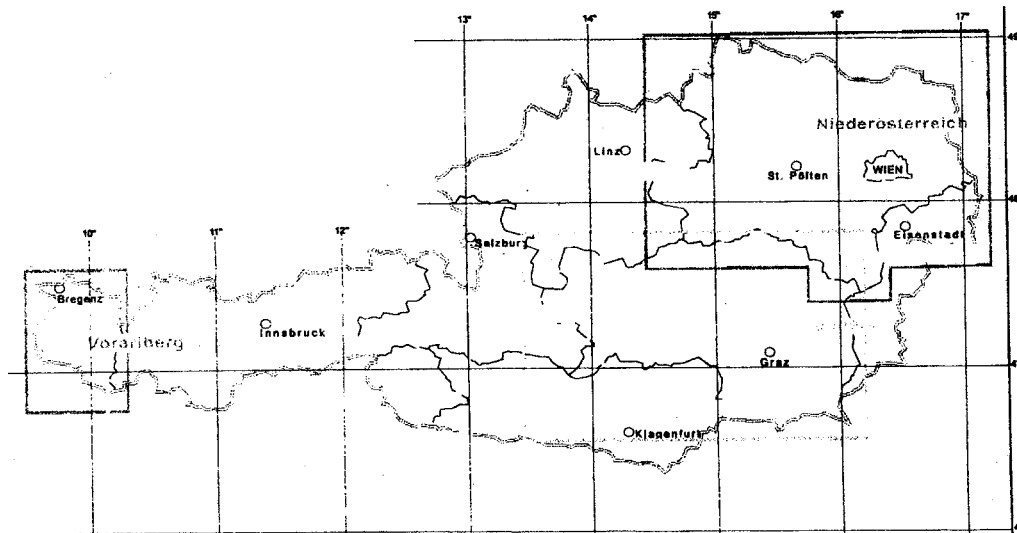 13° 14° 15° 16° 17°
Niederösterreich
Linz
St. Pölten
WIEN
10° 11° 12°
Salzburg
Eisenstadt
Bregenz
Innsbruck
Vorarlberg
Graz
Klagenfurt